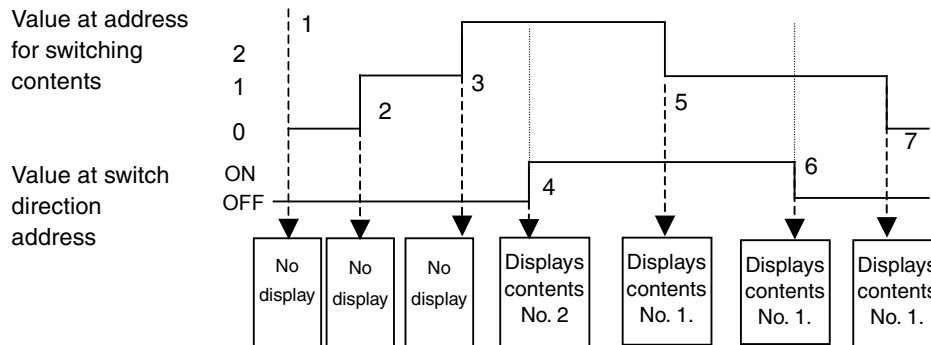 Value at address
for switching
contents
2
1
0
1
2
3
4
5
6
7
Value at switch
direction
address
ON
OFF
No
display
No
display
No
display
Displays
contents
No. 2
Displays
contents
No. 1.
Displays
contents
No. 1.
Displays
contents
No. 1.